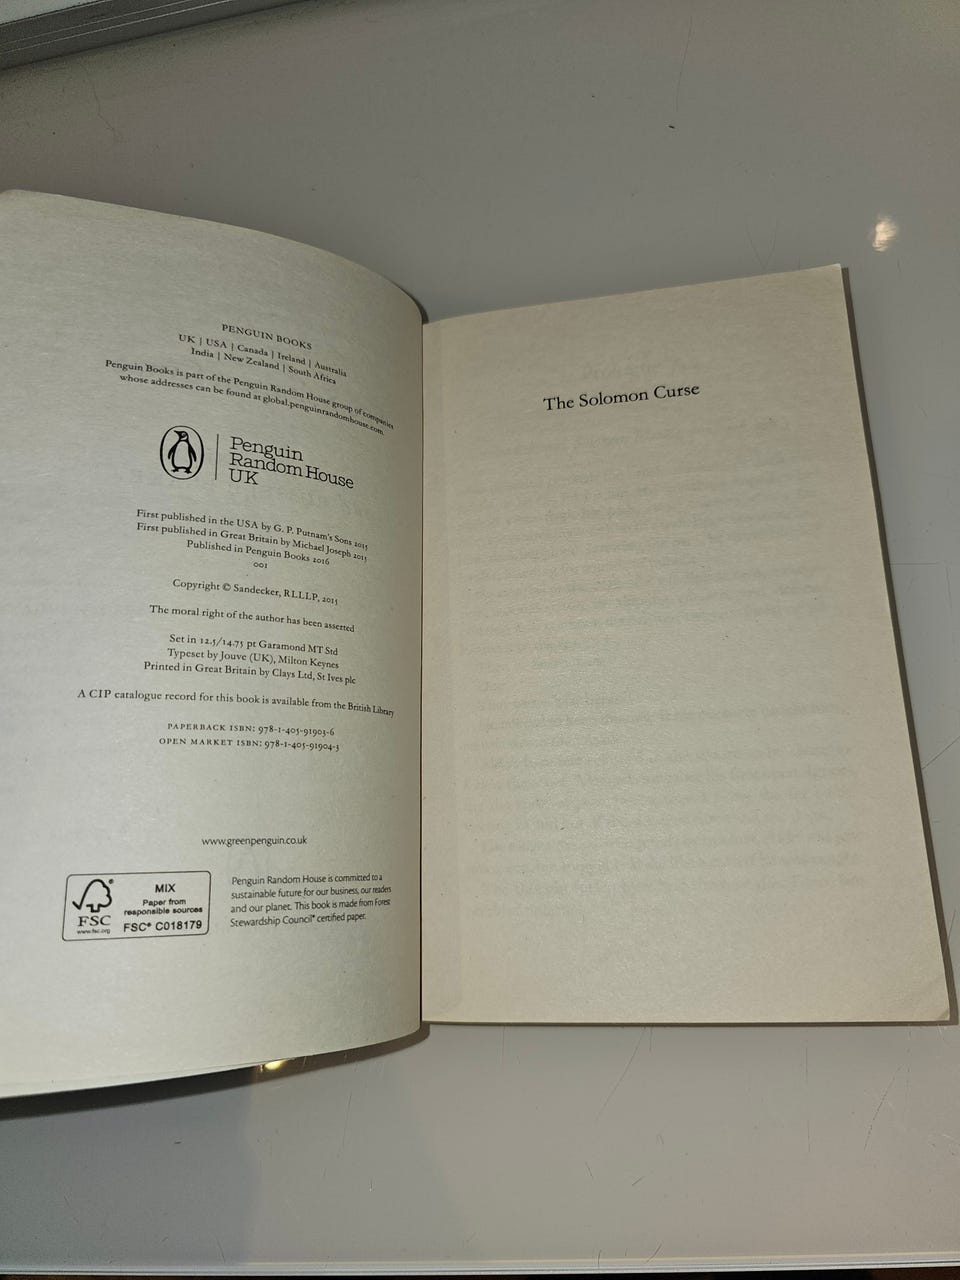 PENGUIN BOOKS
UK | USA | Canada | Ireland | Australia
India | New Zealand | South Africa
Penguin Books is part of the Penguin Random House group of companies
whose addresses can be found at global.penguinrandomhouse.com.
Penguin
Random House
UK
First published in the USA by G. P. Putnam's Sons 2015
First published in Great Britain by Michael Joseph 2015
Published in Penguin Books 2016
001
Copyright © Sandecker, RLLLP, 2015
The moral right of the author has been asserted
Set in 12.5/14.75 pt Garamond MT Std
Typeset by Jouve (UK), Milton Keynes
Printed in Great Britain by Clays Ltd, St Ives plc
A CIP catalogue record for this book is available from the British Library
PAPERBACK ISBN: 978-1-405-91903-6
OPEN MARKET ISBN: 978-1-405-91904-3
www.greenpenguin.co.uk
FSC
www.fsc.org
MIX
Paper from
responsible sources
FSC® C018179
Penguin Random House is committed to a
sustainable future for our business, our readers
and our planet. This book is made from Forest
Stewardship Council® certified paper.
The Solomon Curse